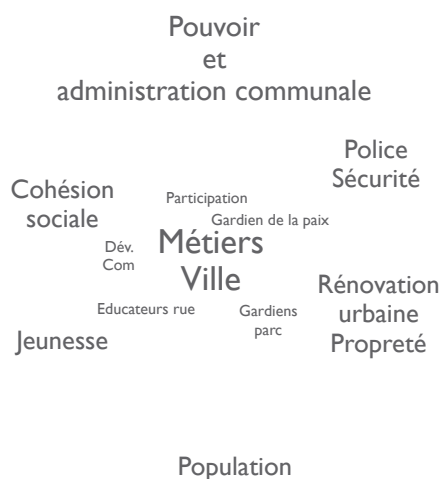 Pouvoir
et
administration communale
Police
Sécurité
Cohésion
sociale
Participation
Gardien de la paix
Dév.
Com
Métiers
Ville
Rénovation
urbaine
Propreté
Educateurs rue
Gardiens
parc
Jeunesse
Population